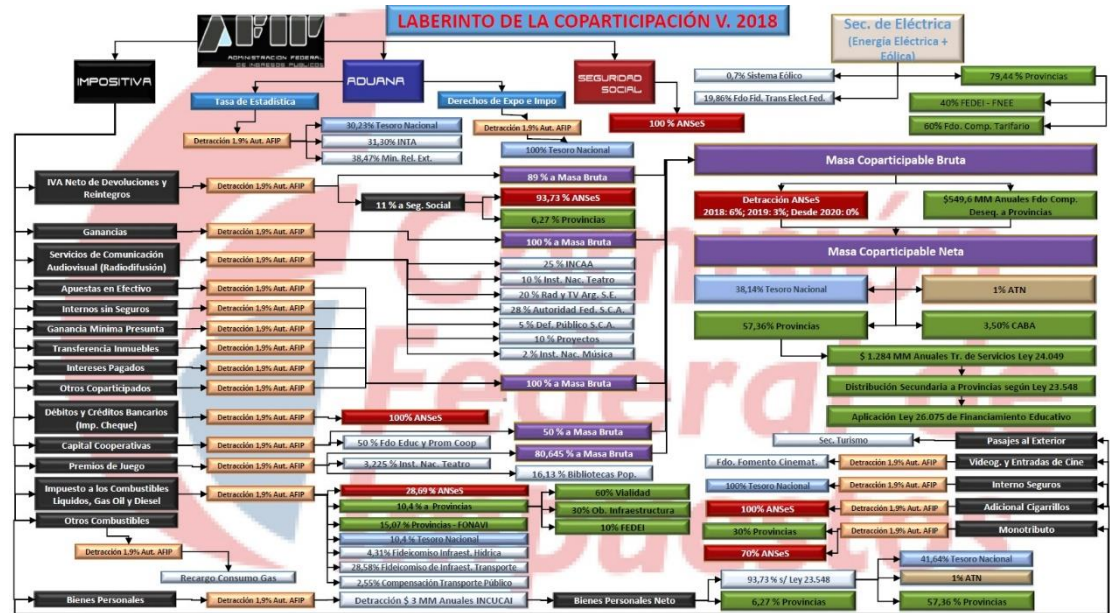 LABERINTO DE LA COPARTICIPACIÓN V. 2018
AFIP
ADMINISTRACIÓN FEDERAL
DE INGRESOS PÚBLICOS
Sec. de Eléctrica
(Energía Eléctrica +
Eólica)
IMPOSITIVA
ADUANA
SEGURIDAD
SOCIAL
0,7% Sistema Eólico
79,44 % Provincias
19,86% Fdo Fid. Trans Elect Fed.
40% FEDEI - FNEE
60% Fdo. Comp. Tarifario
Tasa de Estadística
Derechos de Expo e Impo
100 % ANSeS
Detracción 1,9% Aut. AFIP
30,23% Tesoro Nacional
31,30% INTA
38,47% Min. Rel. Ext.
Detracción 1,9% Aut. AFIP
100% Tesoro Nacional
Masa Coparticipable Bruta
IVA Neto de Devoluciones y
Reintegros
Detracción 1,9% Aut. AFIP
89 % a Masa Bruta
11 % a Seg. Social
93,73 % ANSeS
6,27 % Provincias
Detracción ANSeS
2018: 6%; 2019: 3%; Desde 2020: 0%
$549,6 MM Anuales Fdo Comp.
Deseq. a Provincias
Ganancias
Detracción 1,9% Aut. AFIP
100 % a Masa Bruta
Masa Coparticipable Neta
Servicios de Comunicación
Audiovisual (Radiodifusión)
Detracción 1,9% Aut. AFIP
25 % INCAA
10 % Inst. Nac. Teatro
20 % Rad y TV Arg. S.E.
28 % Autoridad Fed. S.C.A.
5 % Def. Público S.C.A.
10 % Proyectos
2 % Inst. Nac. Música
38,14% Tesoro Nacional
1% ATN
57,36% Provincias
3,50% CABA
Apuestas en Efectivo
Detracción 1,9% Aut. AFIP
Internos sin Seguros
Detracción 1,9% Aut. AFIP
Ganancia Mínima Presunta
Detracción 1,9% Aut. AFIP
Transferencia Inmuebles
Detracción 1,9% Aut. AFIP
Intereses Pagados
Detracción 1,9% Aut. AFIP
Otros Coparticipados
Detracción 1,9% Aut. AFIP
100 % a Masa Bruta
$ 1.284 MM Anuales Tr. de Servicios Ley 24.049
Distribución Secundaria a Provincias según Ley 23.548
Aplicación Ley 26.075 de Financiamiento Educativo
Débitos y Créditos Bancarios
(Imp. Cheque)
Detracción 1,9% Aut. AFIP
100% ANSeS
Capital Cooperativas
Detracción 1,9% Aut. AFIP
50 % a Masa Bruta
50 % Fdo Educ y Prom Coop
Premios de Juego
Detracción 1,9% Aut. AFIP
80,645 % a Masa Bruta
3,225 % Inst. Nac. Teatro
16,13 % Bibliotecas Pop.
Sec. Turismo
Pasajes al Exterior
Fdo. Fomento Cinemat.
Detracción 1,9% Aut. AFIP
Videog. y Entradas de Cine
100% Tesoro Nacional
Detracción 1,9% Aut. AFIP
Interno Seguros
100% ANSeS
Detracción 1,9% Aut. AFIP
Adicional Cigarrillos
30% Provincias
70% ANSeS
Detracción 1,9% Aut. AFIP
Monotributo
Impuesto a los Combustibles
Líquidos, Gas Oil y Diesel
Detracción 1,9% Aut. AFIP
28,69 % ANSeS
10,4 % a Provincias
15,07 % Provincias - FONAVI
10,4 % Tesoro Nacional
4,31% Fideicomiso Infraest. Hídrica
28,58% Fideicomiso de Infraest. Transporte
2,55% Compensación Transporte Público
60% Vialidad
30% Ob. Infraestructura
10% FEDEI
Otros Combustibles
Detracción 1,9% Aut. AFIP
Recargo Consumo Gas
Bienes Personales
Detracción 1,9% Aut. AFIP
Detracción $ 3 MM Anuales INCUCAI
Bienes Personales Neto
93,73 % s/ Ley 23.548
6,27 % Provincias
41,64% Tesoro Nacional
1% ATN
57,36 % Provincias
Comisión
Federal de
Impuestos